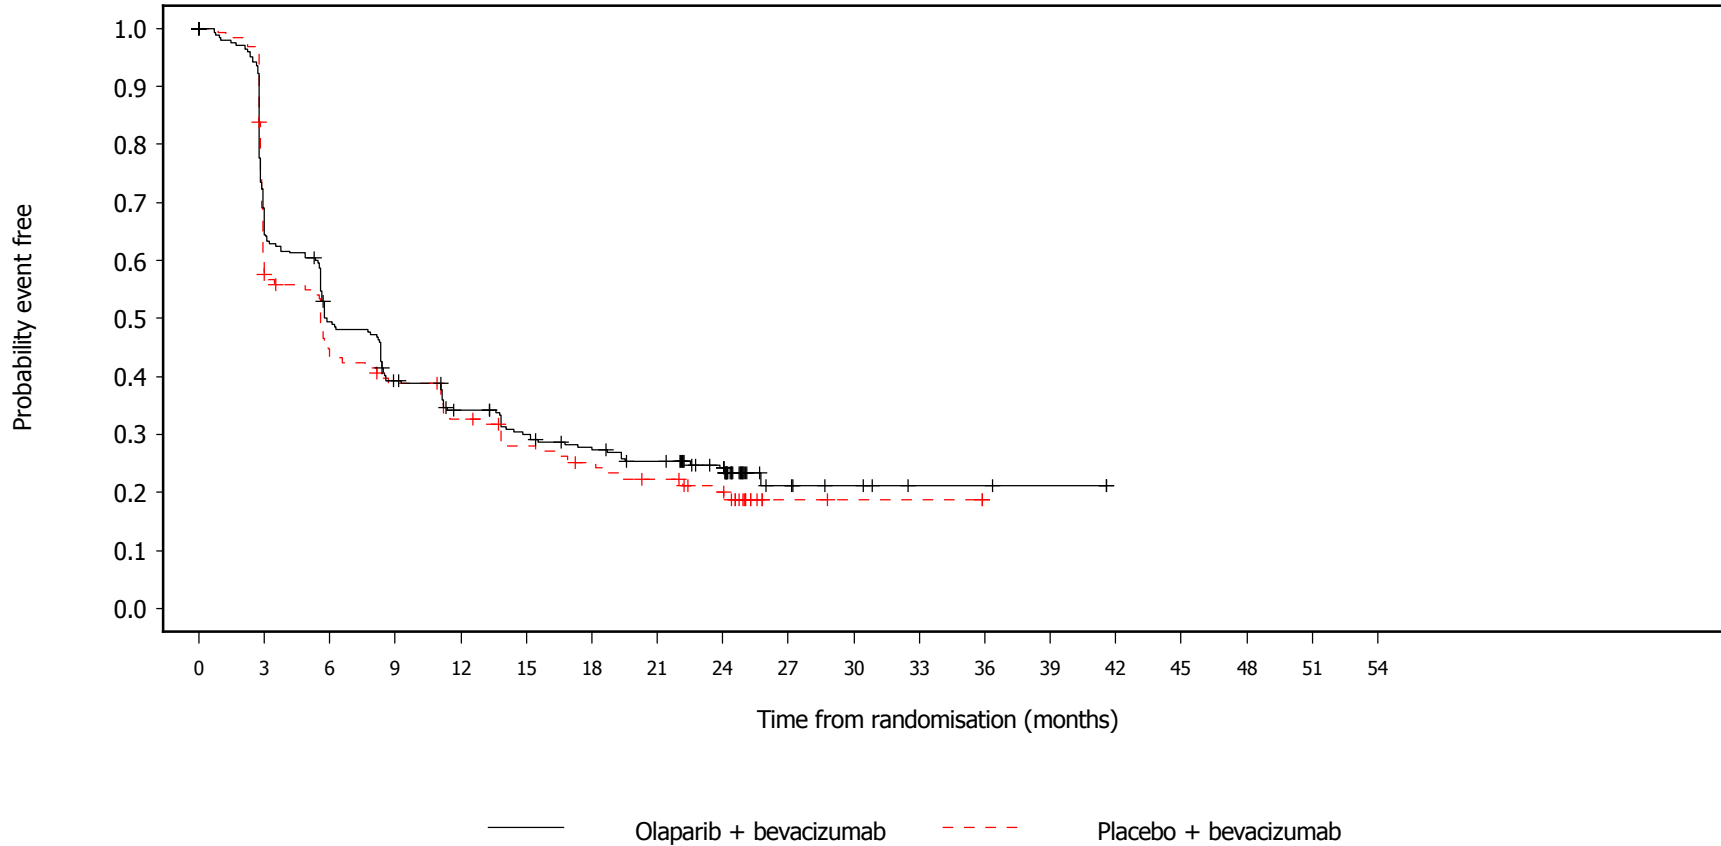 Probability event free
1.0
0.9
0.8
0.7
0.6
0.5
0.4
0.3
0.2
0.1
0.0
0 3 6 9 12 15 18 21 24 27 30 33 36 39 42 45 48 51 54
Time from randomisation (months)
Olaparib + bevacizumab Placebo + bevacizumab